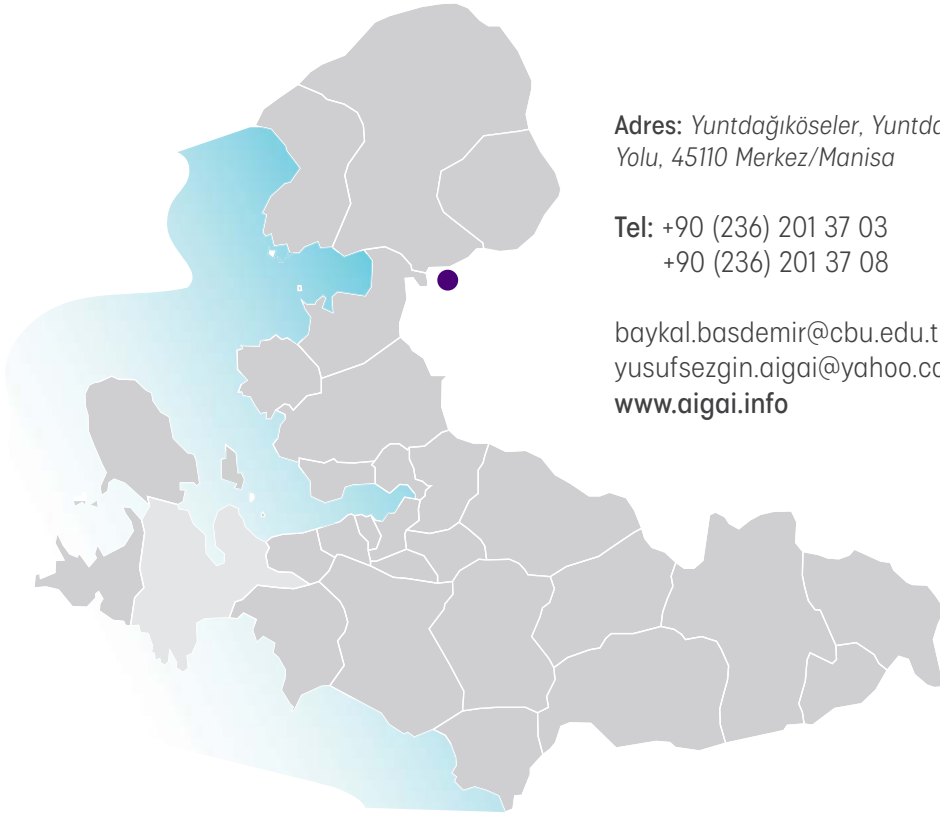 Adres: Yuntdağıköseler,
Yolu, 45110 Merkez/Manisa
Tel: +90 (236) 201 37 03
+90 (236) 201 37 08
baykal.basdemir@cbu.edu.t
yusufsezgin.aigai@yahoo.co
www.aigai.info